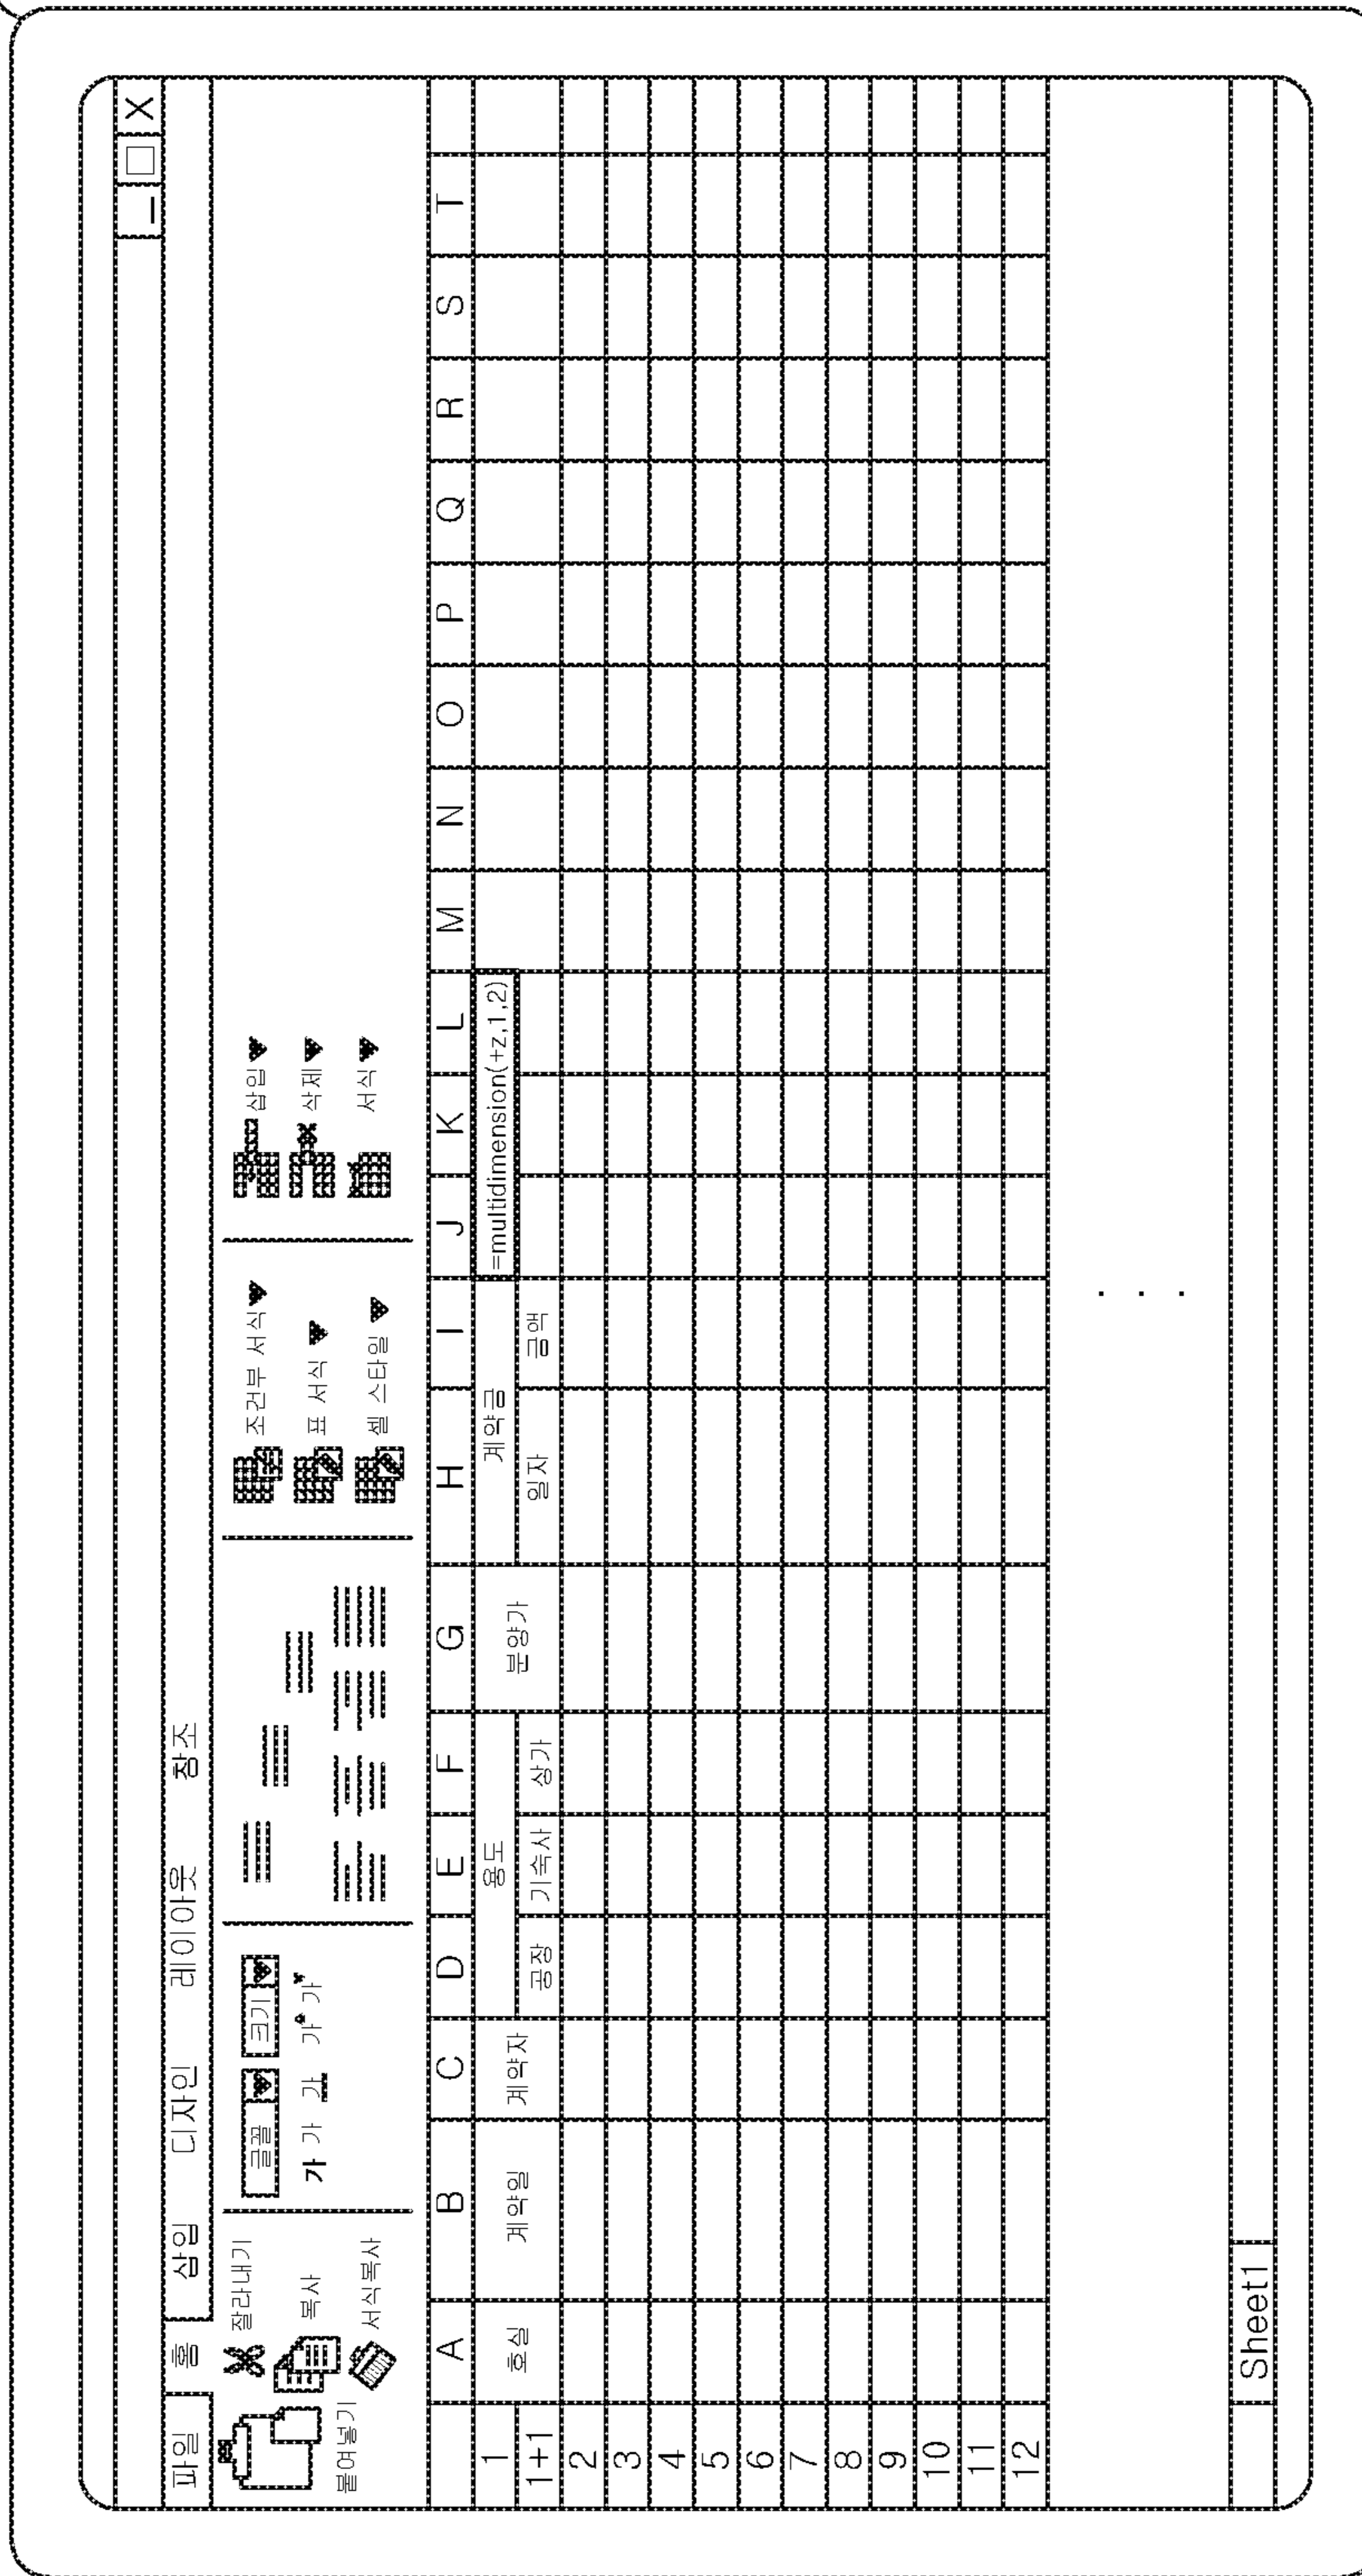 _ □ X
파일 홈 삽입 디자인 레이아웃 창조
붙여넣기
잘라내기
복사
서식복사
글꼴 크기
가 가 가 가 가
조건부 서식
표 서식
셀 스타일
삽입
삭제
서식
A B C D E F G H I J K L M N O P Q R S T
1 호실 계약일 계약자 용도 분양가 계약금 =multidimension(+z,1,2)
1+1 공장 기숙사 상가 일자 금액
2
3
4
5
6
7
8
9
10
11
12
Sheet1